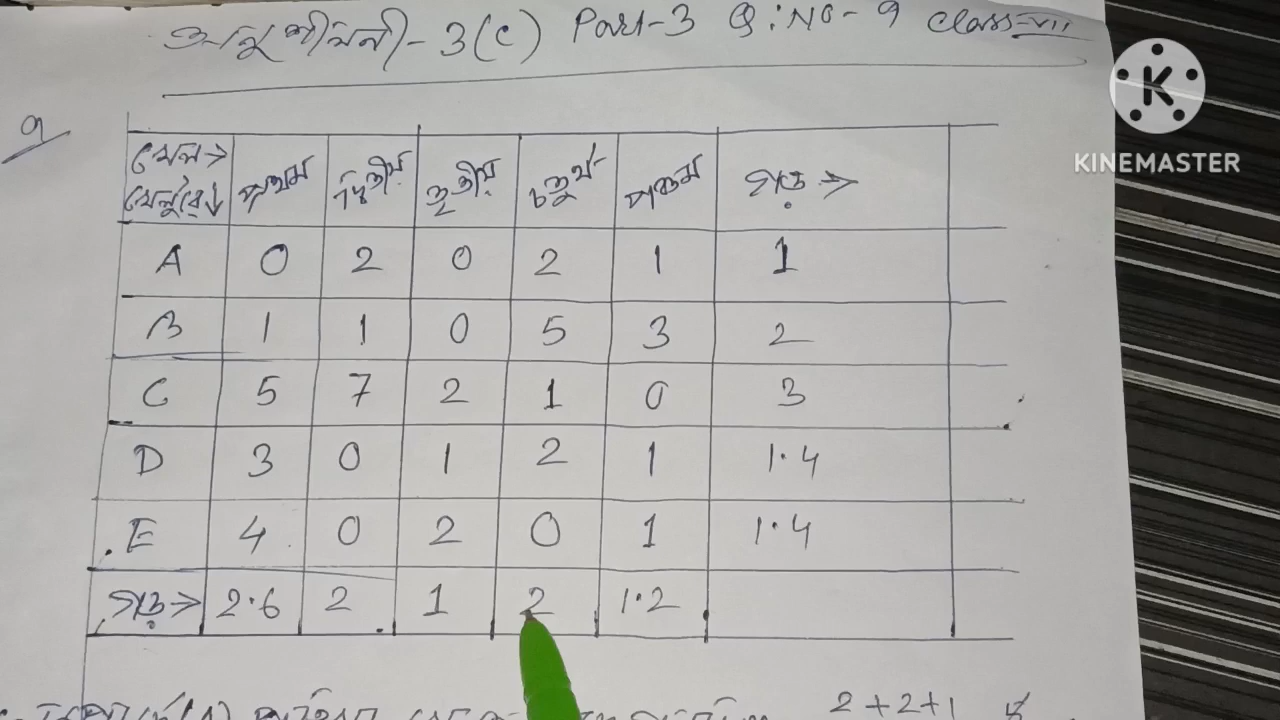 অনুশীলনী-3(C) Part-3 Q:NO-9 Class-VII
K
KINEMASTER
9
খেলা→ খেলুৱৈ↓ প্ৰথম দ্বিতীয় তৃতীয় চতুৰ্থ পঞ্চম গড় →
A 0 2 0 2 1 1
B 1 1 0 5 3 2
C 5 7 2 1 0 3
D 3 0 1 2 1 1.4
E 4 0 2 0 1 1.4
গড় → 2.6 2 1 2 1.2
2+2+1